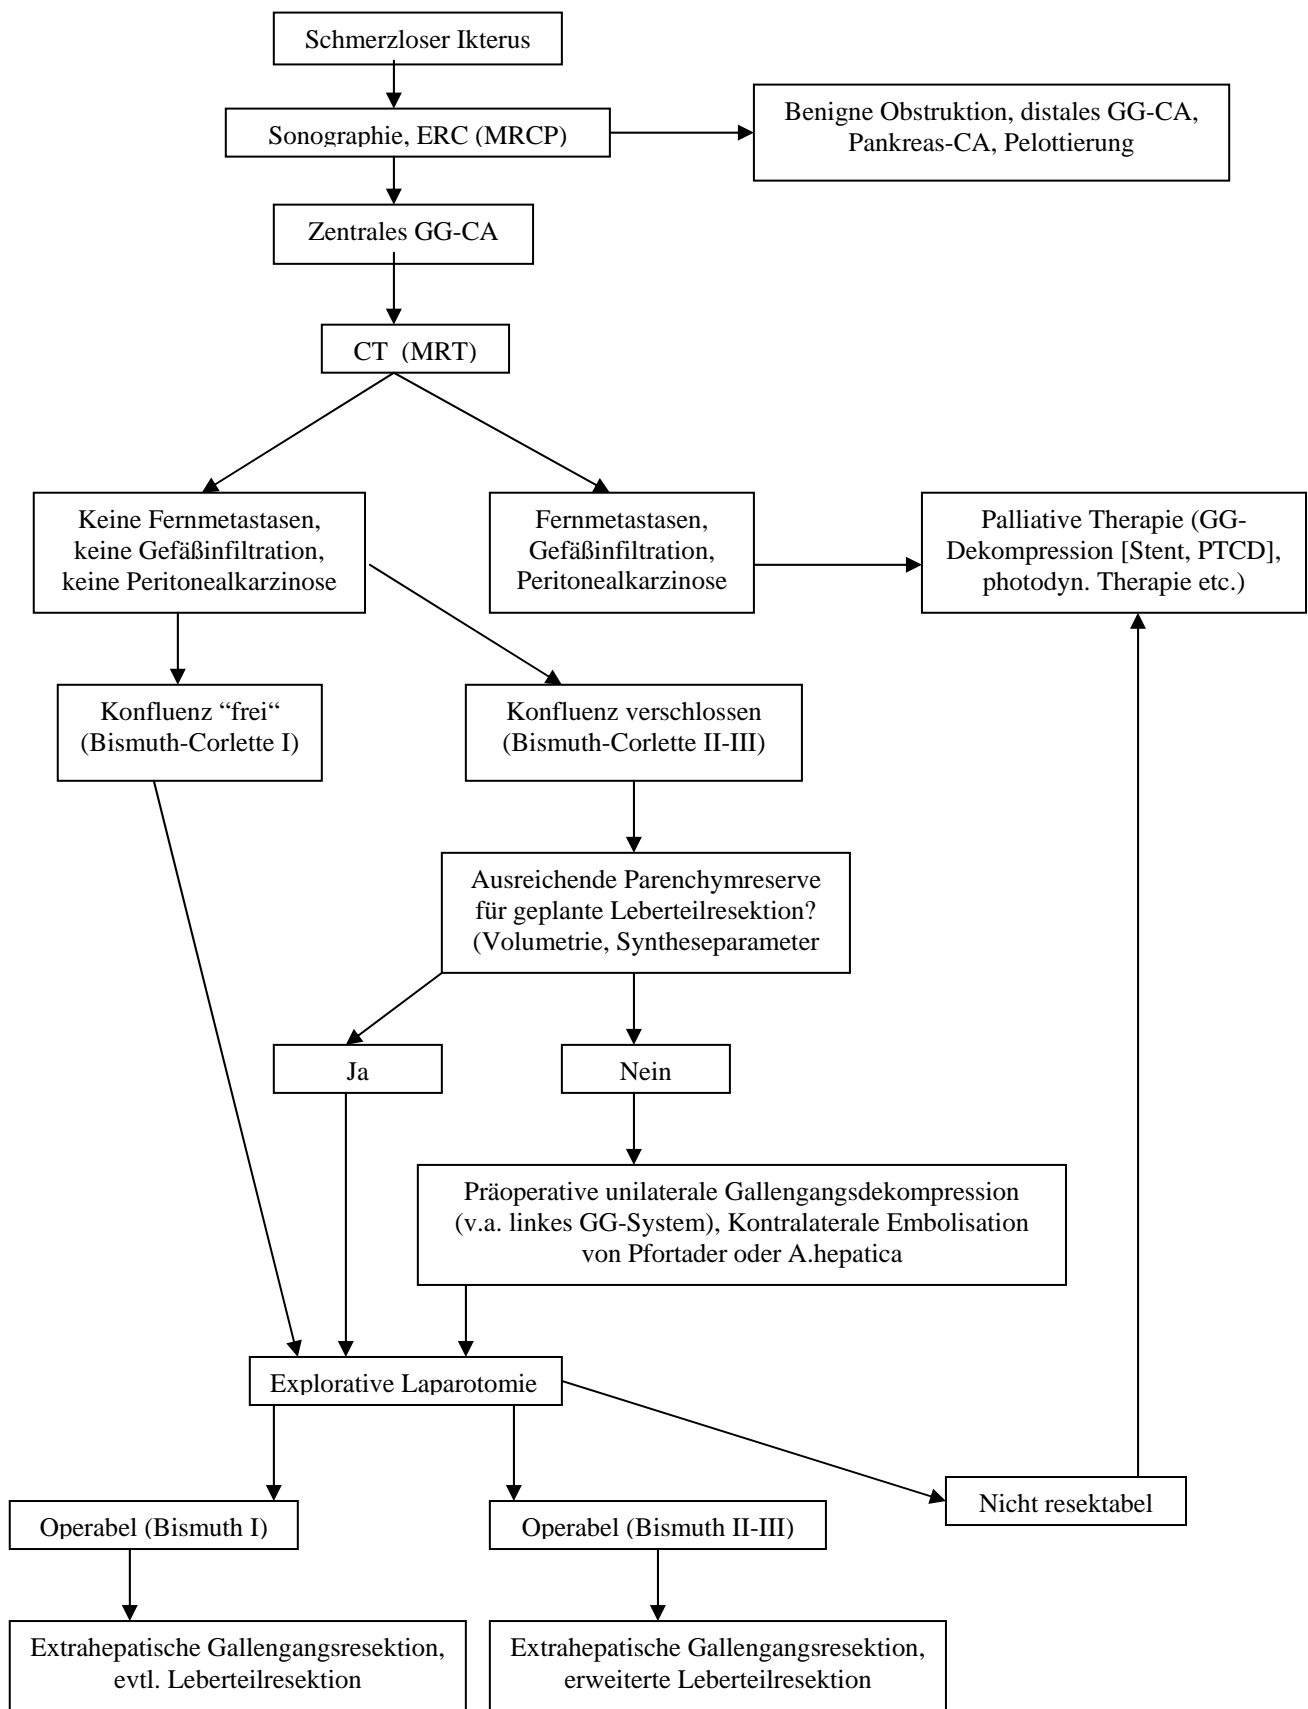 Schmerzloser Ikterus
Sonographie, ERC (MRCP)
Benigne Obstruktion, distales GG-CA,
Pankreas-CA, Pelottierung
Zentrales GG-CA
CT  (MRT)
Keine Fernmetastasen,
keine Gefäßinfiltration,
keine Peritonealkarzinose
Fernmetastasen,
Gefäßinfiltration,
Peritonealkarzinose
Palliative Therapie (GG-
Dekompression [Stent, PTCD],
photodyn. Therapie etc.)
Konfluenz “frei“
(Bismuth-Corlette I)
Konfluenz verschlossen
(Bismuth-Corlette II-III)
Ausreichende Parenchymreserve
für geplante Leberteilresektion?
(Volumetrie, Syntheseparameter
Ja
Nein
Präoperative unilaterale Gallengangsdekompression
(v.a. linkes GG-System), Kontralaterale Embolisation
von Pfortader oder A.hepatica
Explorative Laparotomie
Nicht resektabel
Operabel (Bismuth I)
Operabel (Bismuth II-III)
Extrahepatische Gallengangsresektion,
evtl. Leberteilresektion
Extrahepatische Gallengangsresektion,
erweiterte Leberteilresektion